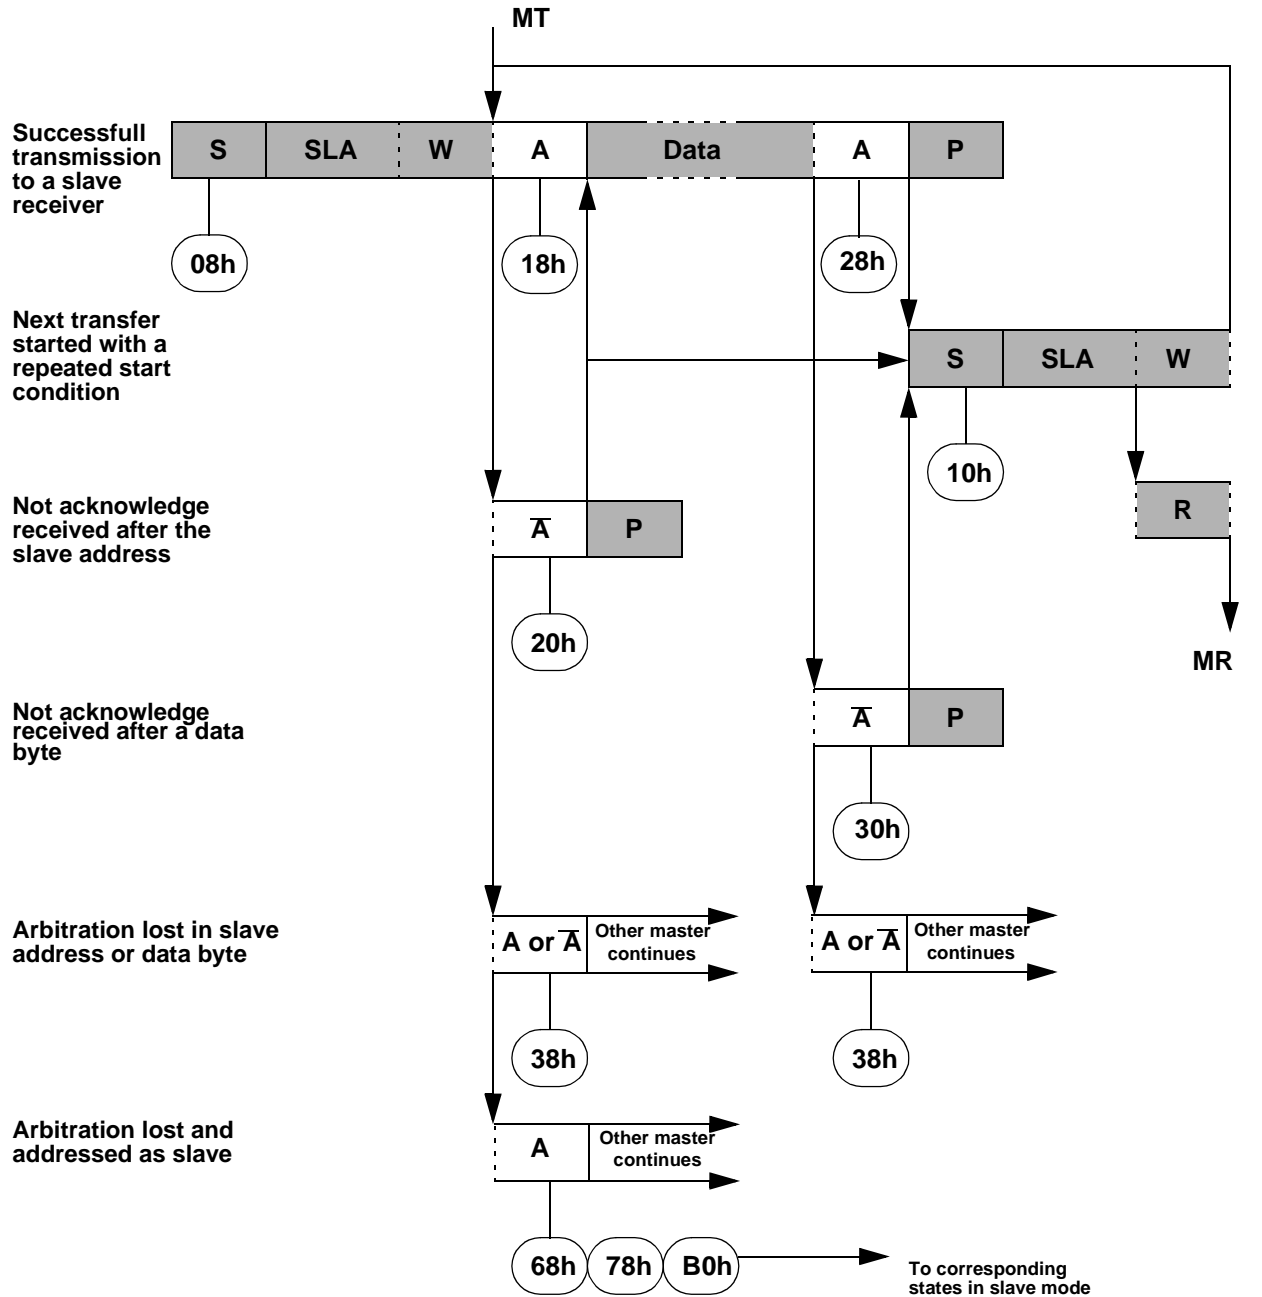 MT
Successfull
transmission
to a slave
receiver
S SLA W A Data A P
08h 18h 28h
Next transfer
started with a
repeated start
condition
S SLA W
10h
Not acknowledge
received after the
slave address
A̅ P
R
20h
MR
Not acknowledge
received after a data
byte
A̅ P
30h
Arbitration lost in slave
address or data byte
A or A̅
Other master
continues
A or A̅
Other master
continues
38h 38h
Arbitration lost and
addressed as slave
A
Other master
continues
68h 78h B0h
To corresponding
states in slave mode